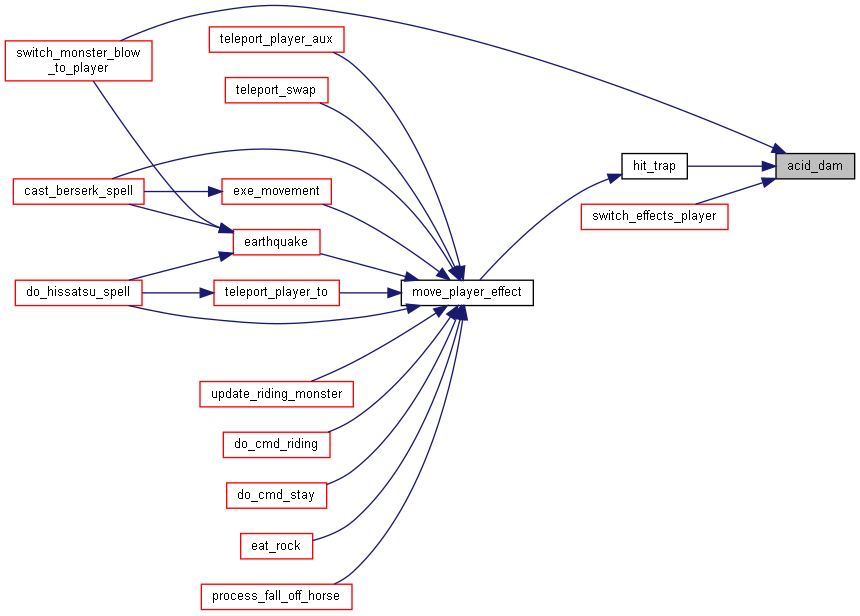 teleport_player_aux
switch_monster_blow
_to_player
teleport_swap
hit_trap
acid_dam
cast_berserk_spell
exe_movement
switch_effects_player
earthquake
do_hissatsu_spell
teleport_player_to
move_player_effect
update_riding_monster
do_cmd_riding
do_cmd_stay
eat_rock
process_fall_off_horse